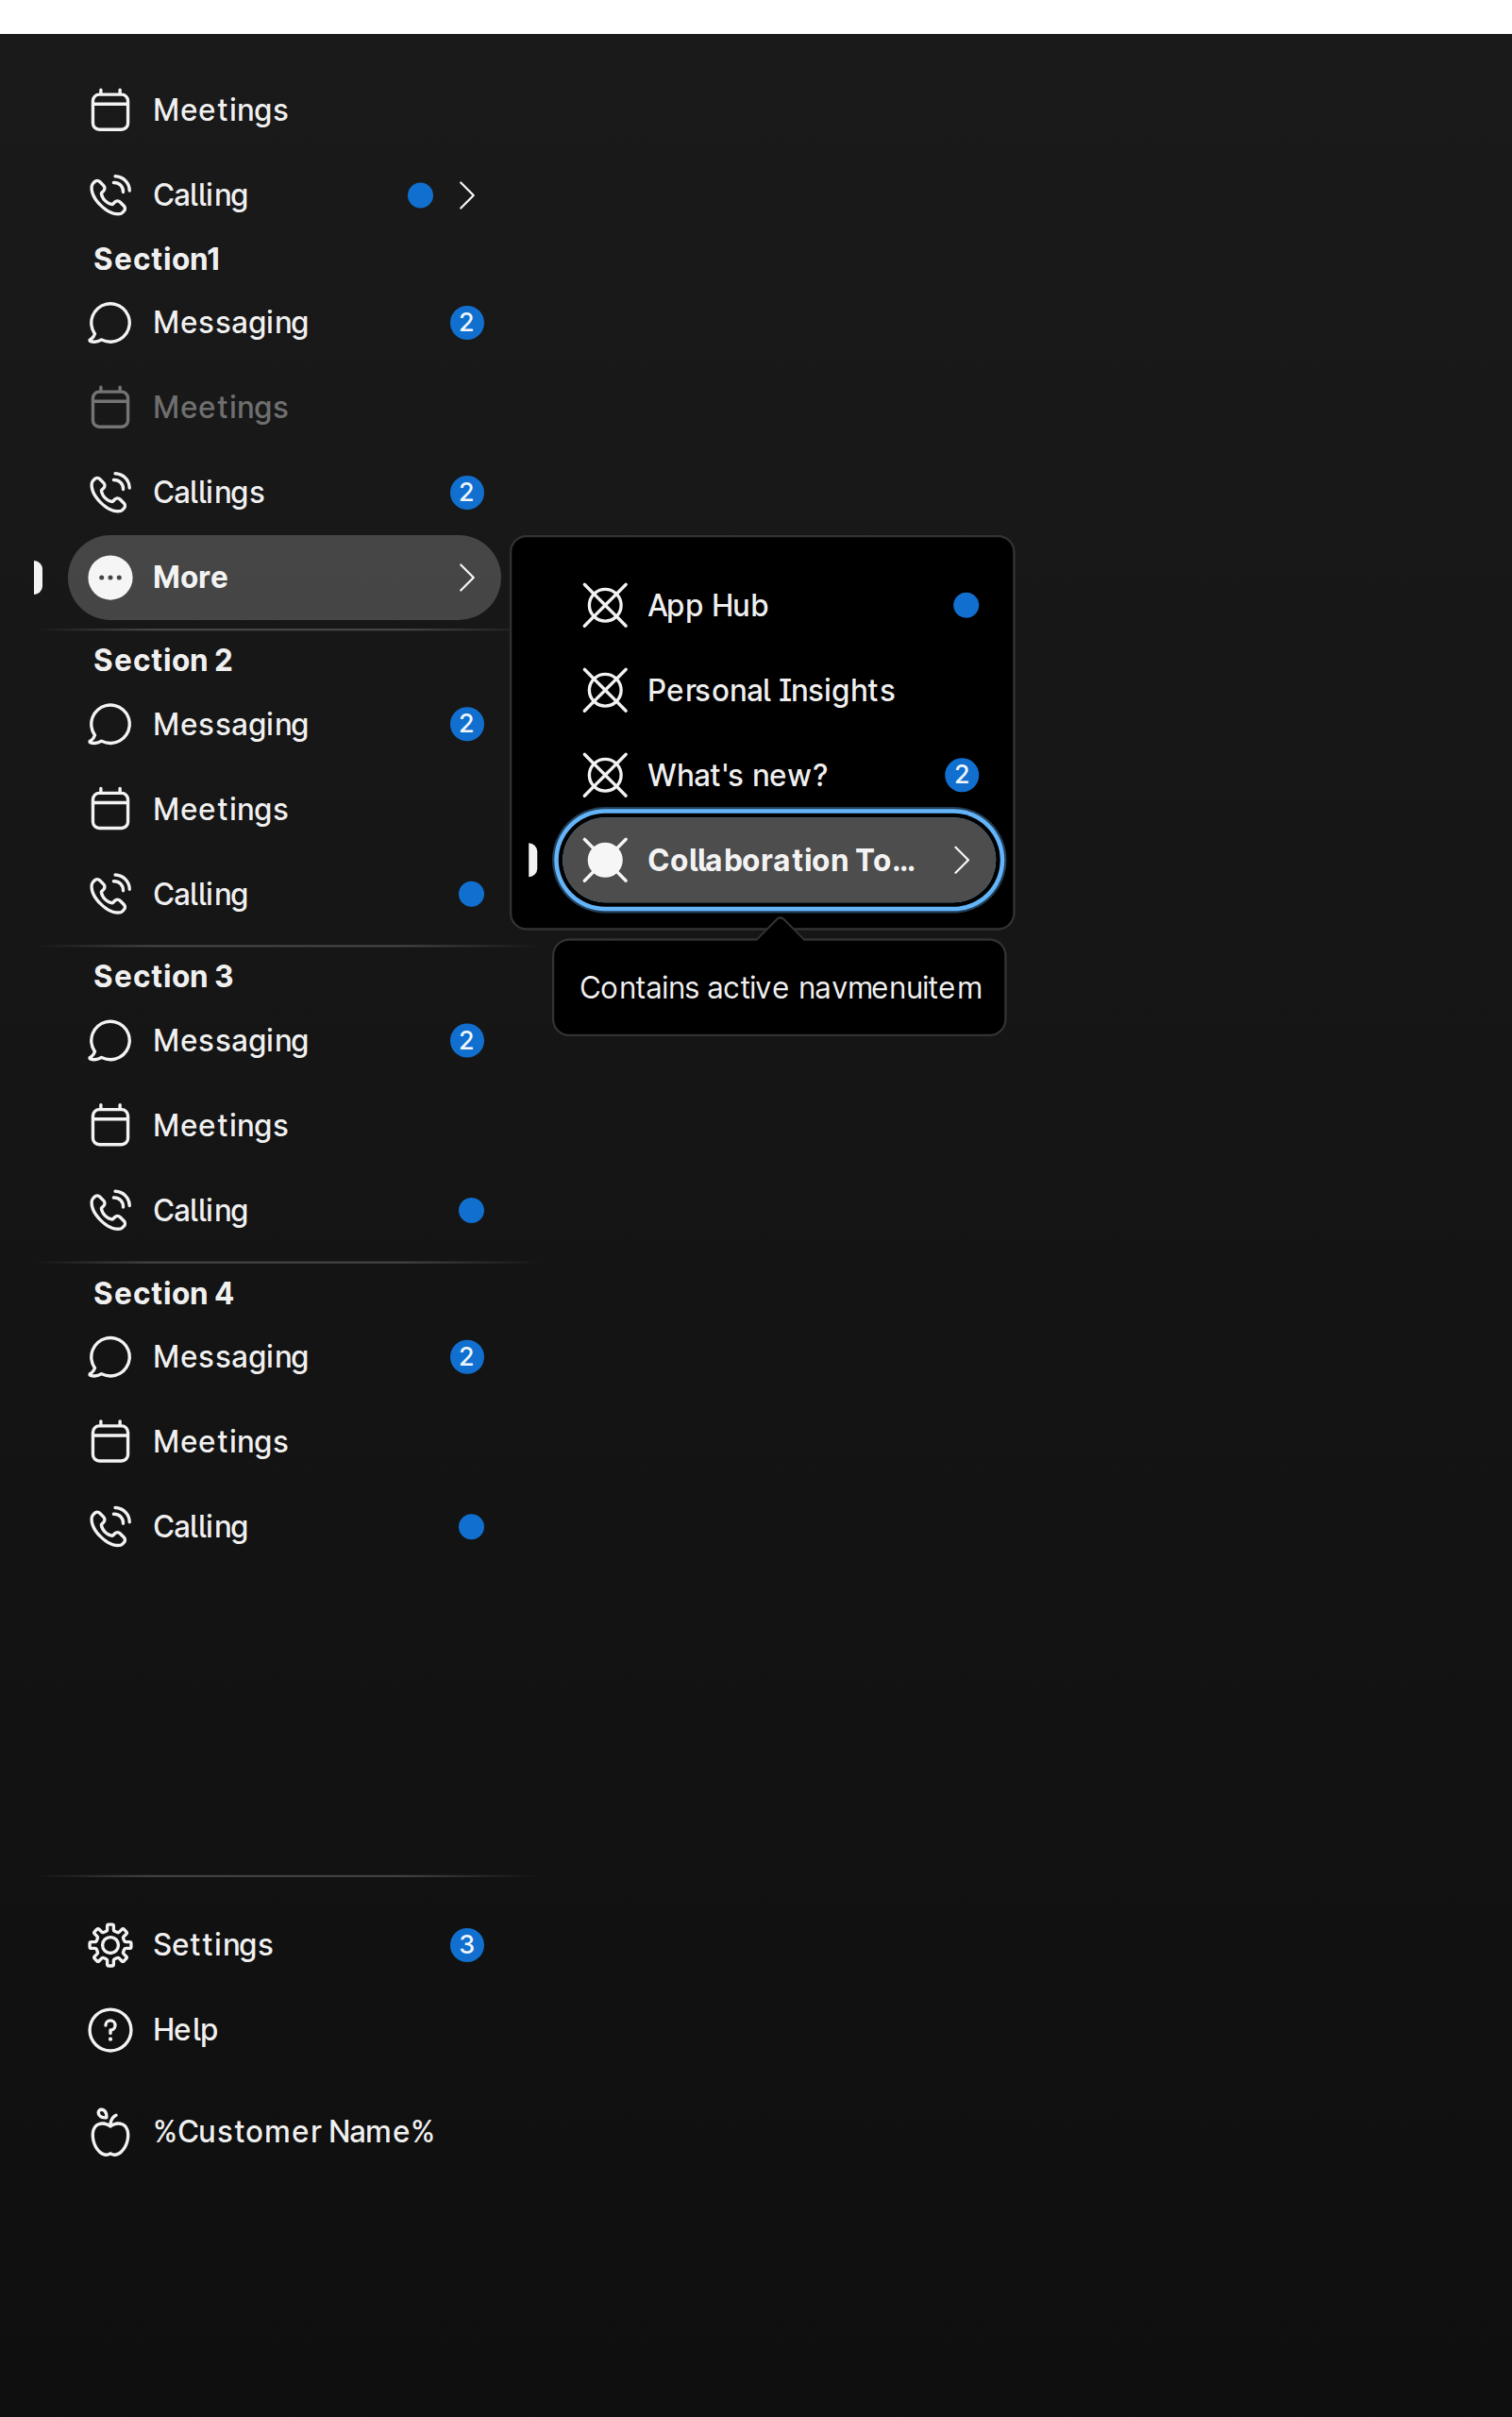 Meetings
Calling
Section1
Messaging 2
Meetings
Callings 2
More
App Hub
Personal Insights
What's new? 2
Collaboration To...
Contains active navmenuitem
Section 2
Messaging 2
Meetings
Calling
Section 3
Messaging 2
Meetings
Calling
Section 4
Messaging 2
Meetings
Calling
Settings 3
Help
%Customer Name%